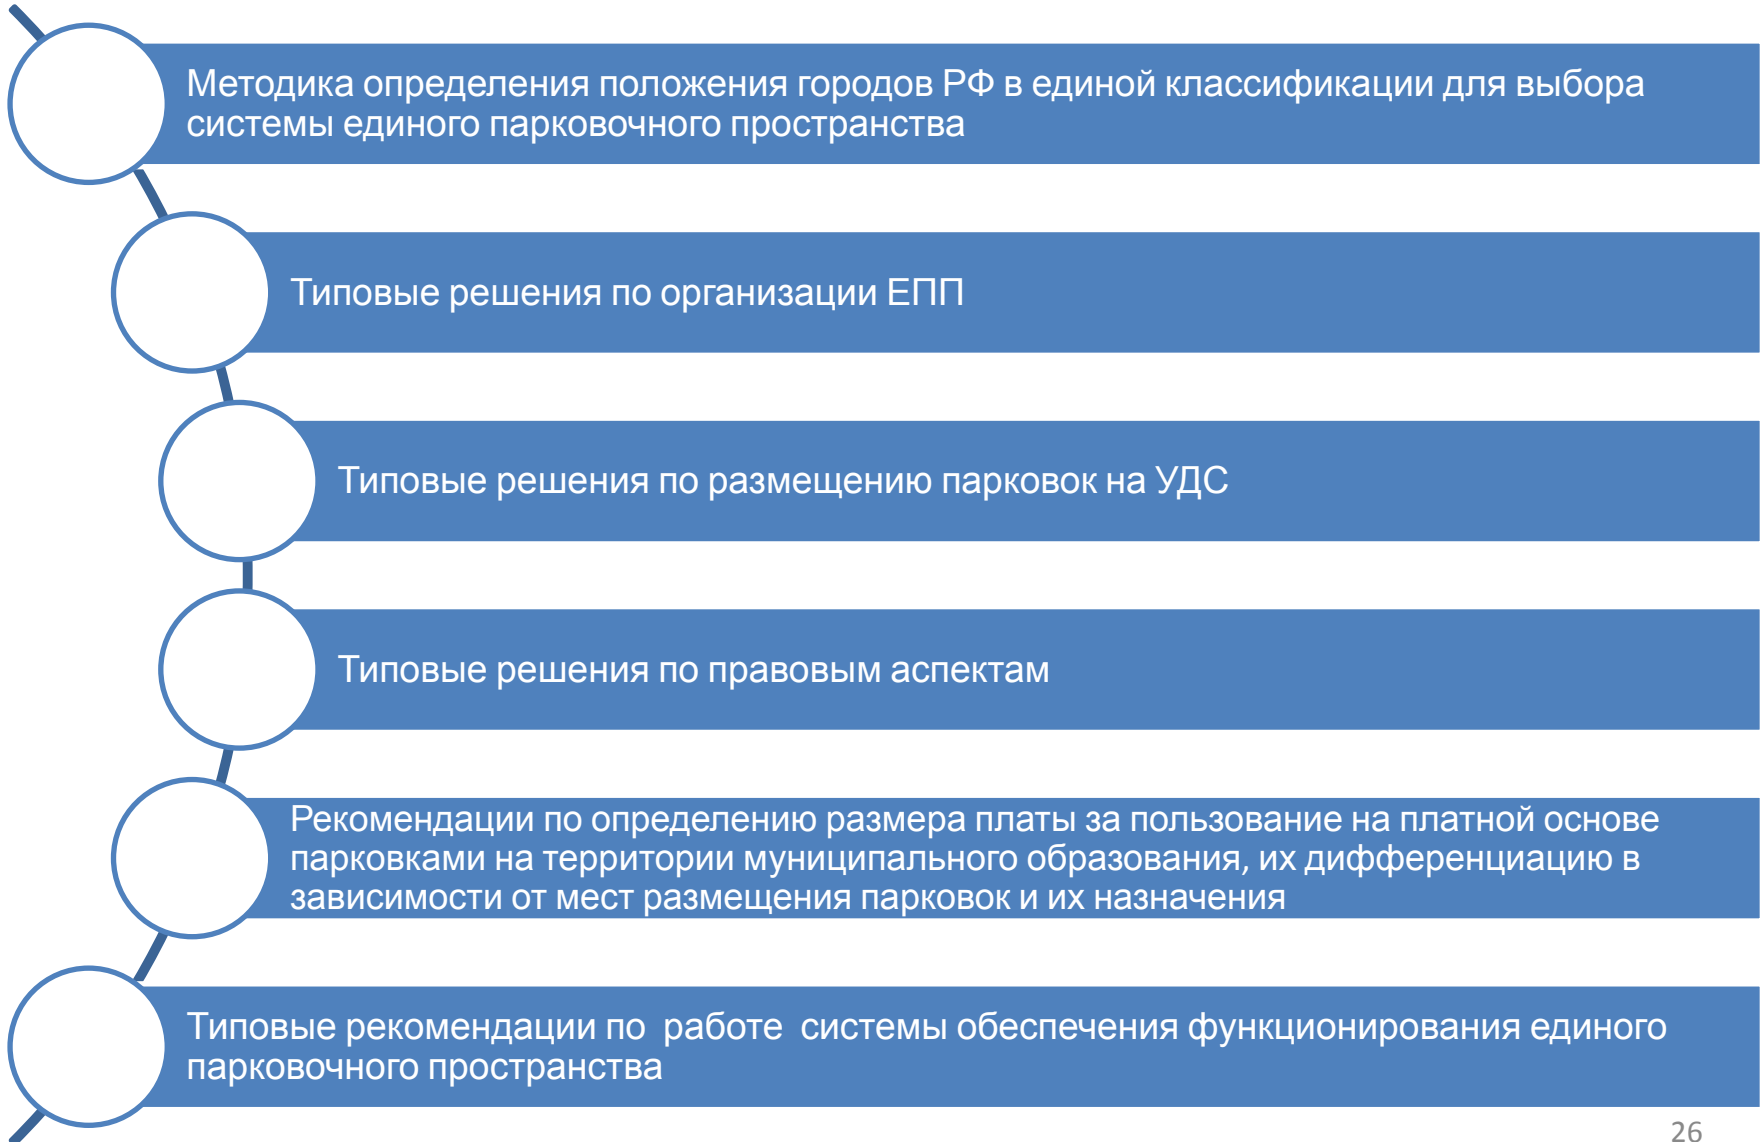 Методика определения положения городов РФ в единой классификации для выбора
системы единого парковочного пространства
Типовые решения по организации ЕПП
Типовые решения по размещению парковок на УДС
Типовые решения по правовым аспектам
Рекомендации по определению размера платы за пользование на платной основе
парковками на территории муниципального образования, их дифференциацию в
зависимости от мест размещения парковок и их назначения
Типовые рекомендации по работе системы обеспечения функционирования единого
парковочного пространства
26